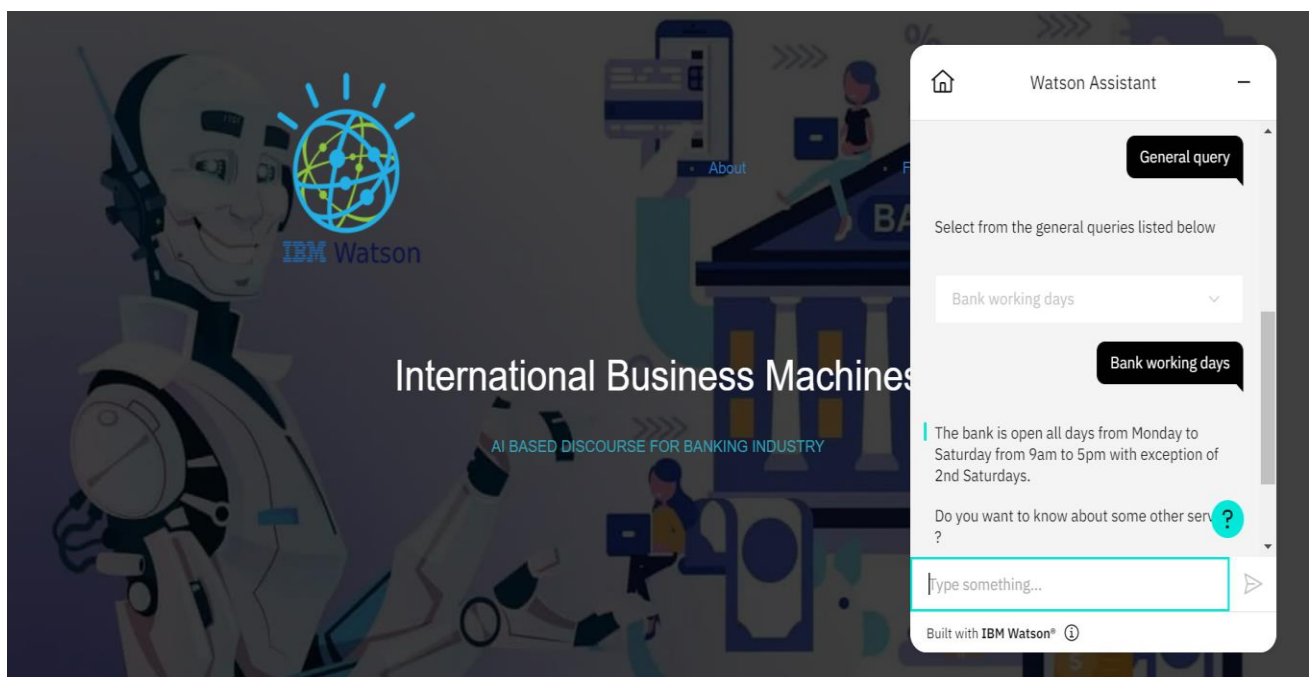 IBM Watson
About
International Business Machines
AI BASED DISCOURSE FOR BANKING INDUSTRY
Watson Assistant
General query
Select from the general queries listed below
Bank working days
Bank working days
The bank is open all days from Monday to
Saturday from 9am to 5pm with exception of
2nd Saturdays.
Do you want to know about some other
?
?
Type something...
Built with IBM Watson®